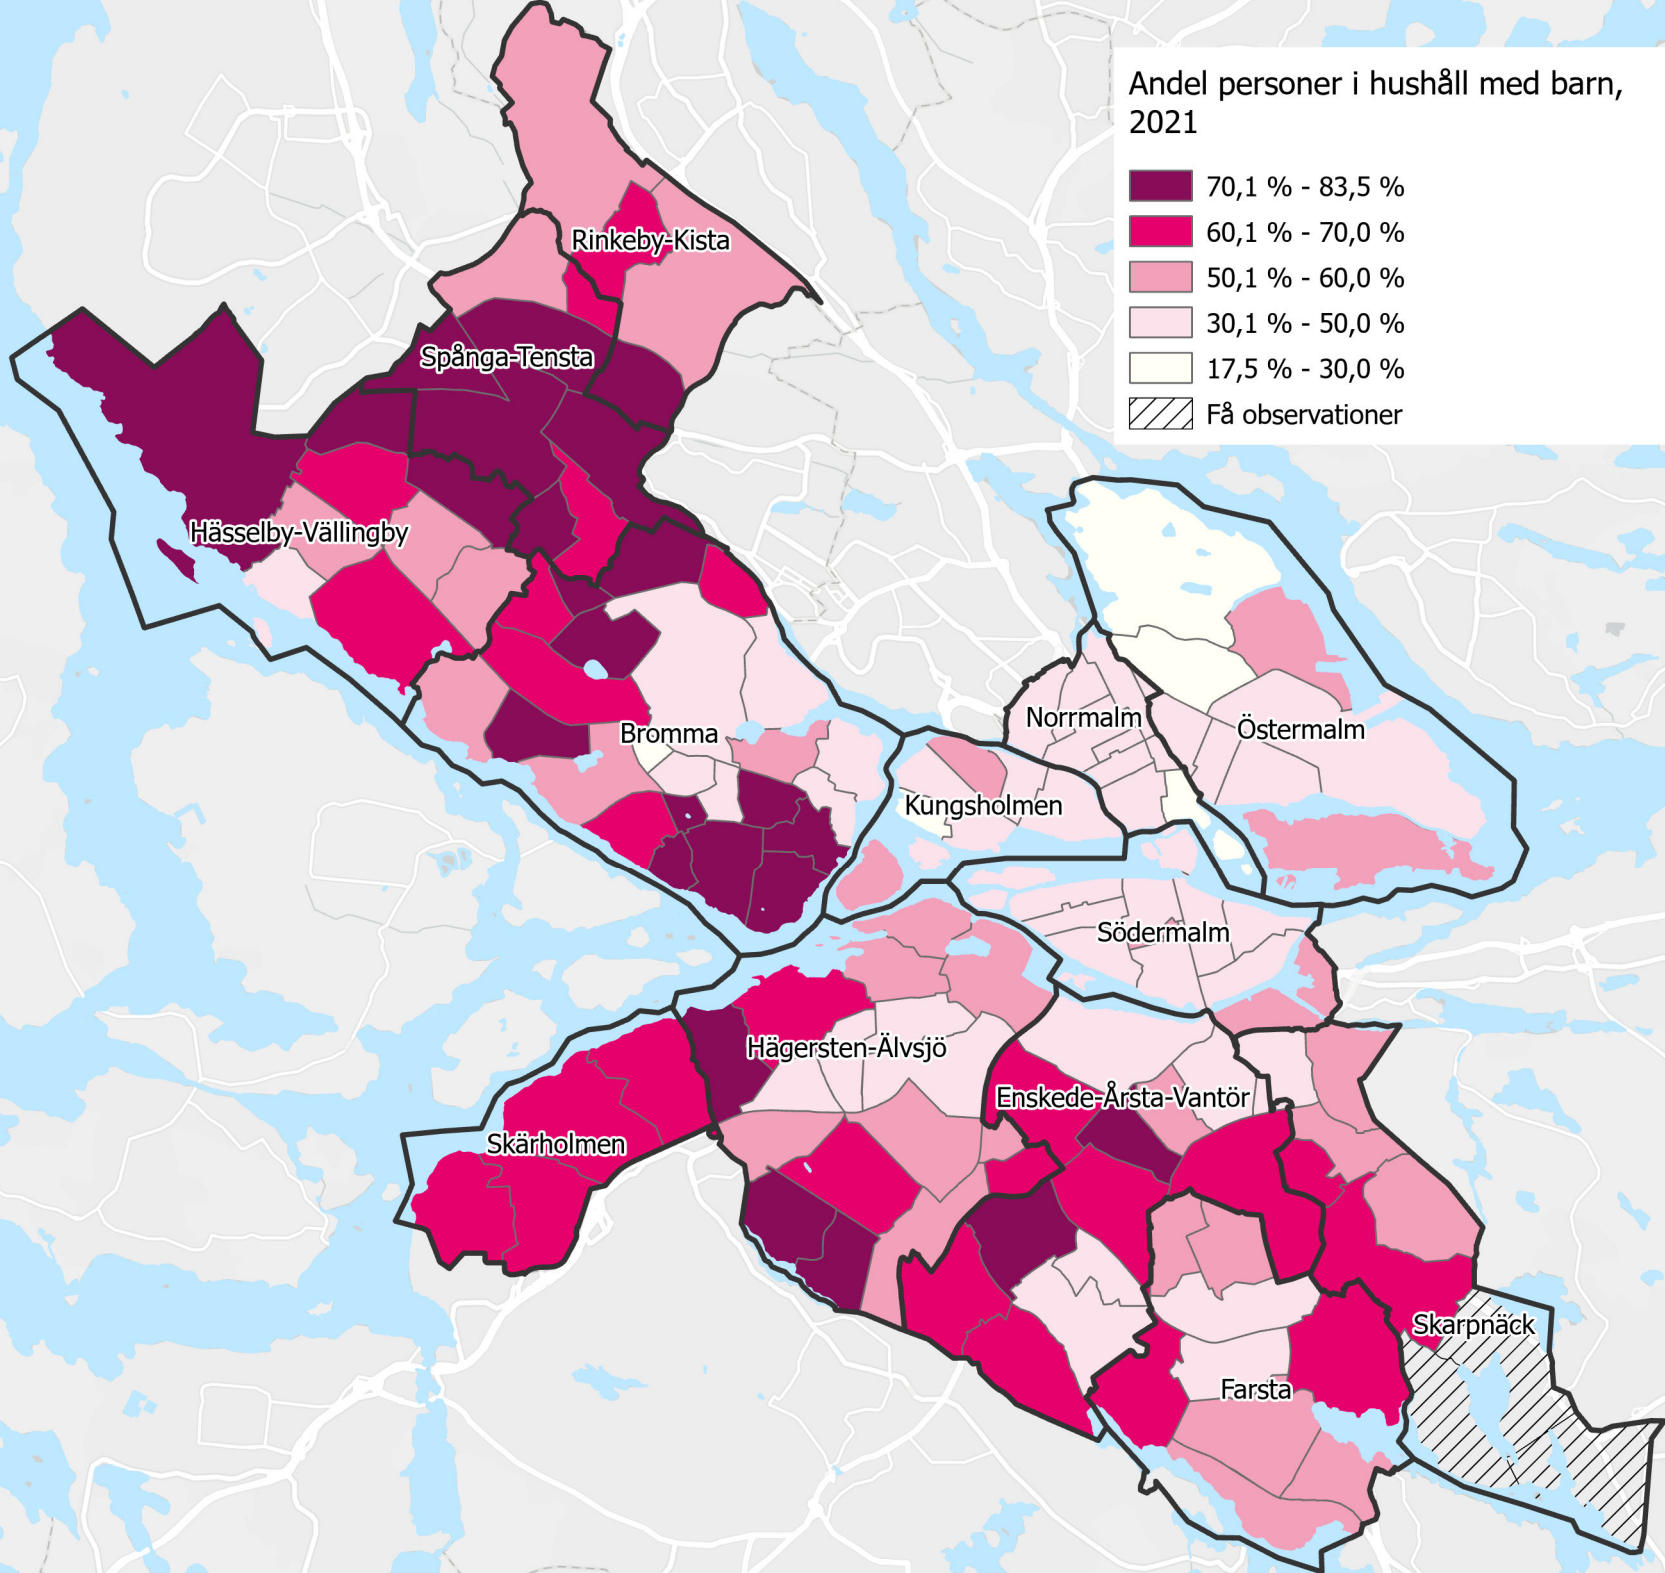 Andel personer i hushåll med barn,
2021
70,1 % - 83,5 %
60,1 % - 70,0 %
50,1 % - 60,0 %
30,1 % - 50,0 %
17,5 % - 30,0 %
Få observationer
Rinkeby-Kista
Spånga-Tensta
Hässelby-Vällingby
Bromma
Norrmalm
Östermalm
Kungsholmen
Södermalm
Hägersten-Älvsjö
Enskede-Årsta-Vantör
Skärholmen
Skarpnäck
Farsta